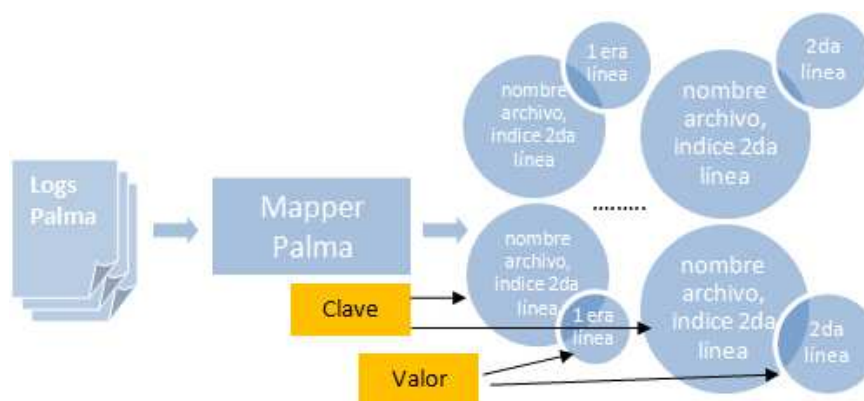 Logs
Palma
Mapper
Palma
nombre
archivo,
indice 2da
línea
1 era
línea
nombre
archivo,
indice 2da
línea
2da
línea
.........
nombre
archivo,
indice 2da
línea
1 era
línea
nombre
archivo,
indice 2da
línea
2da
línea
Clave
Valor